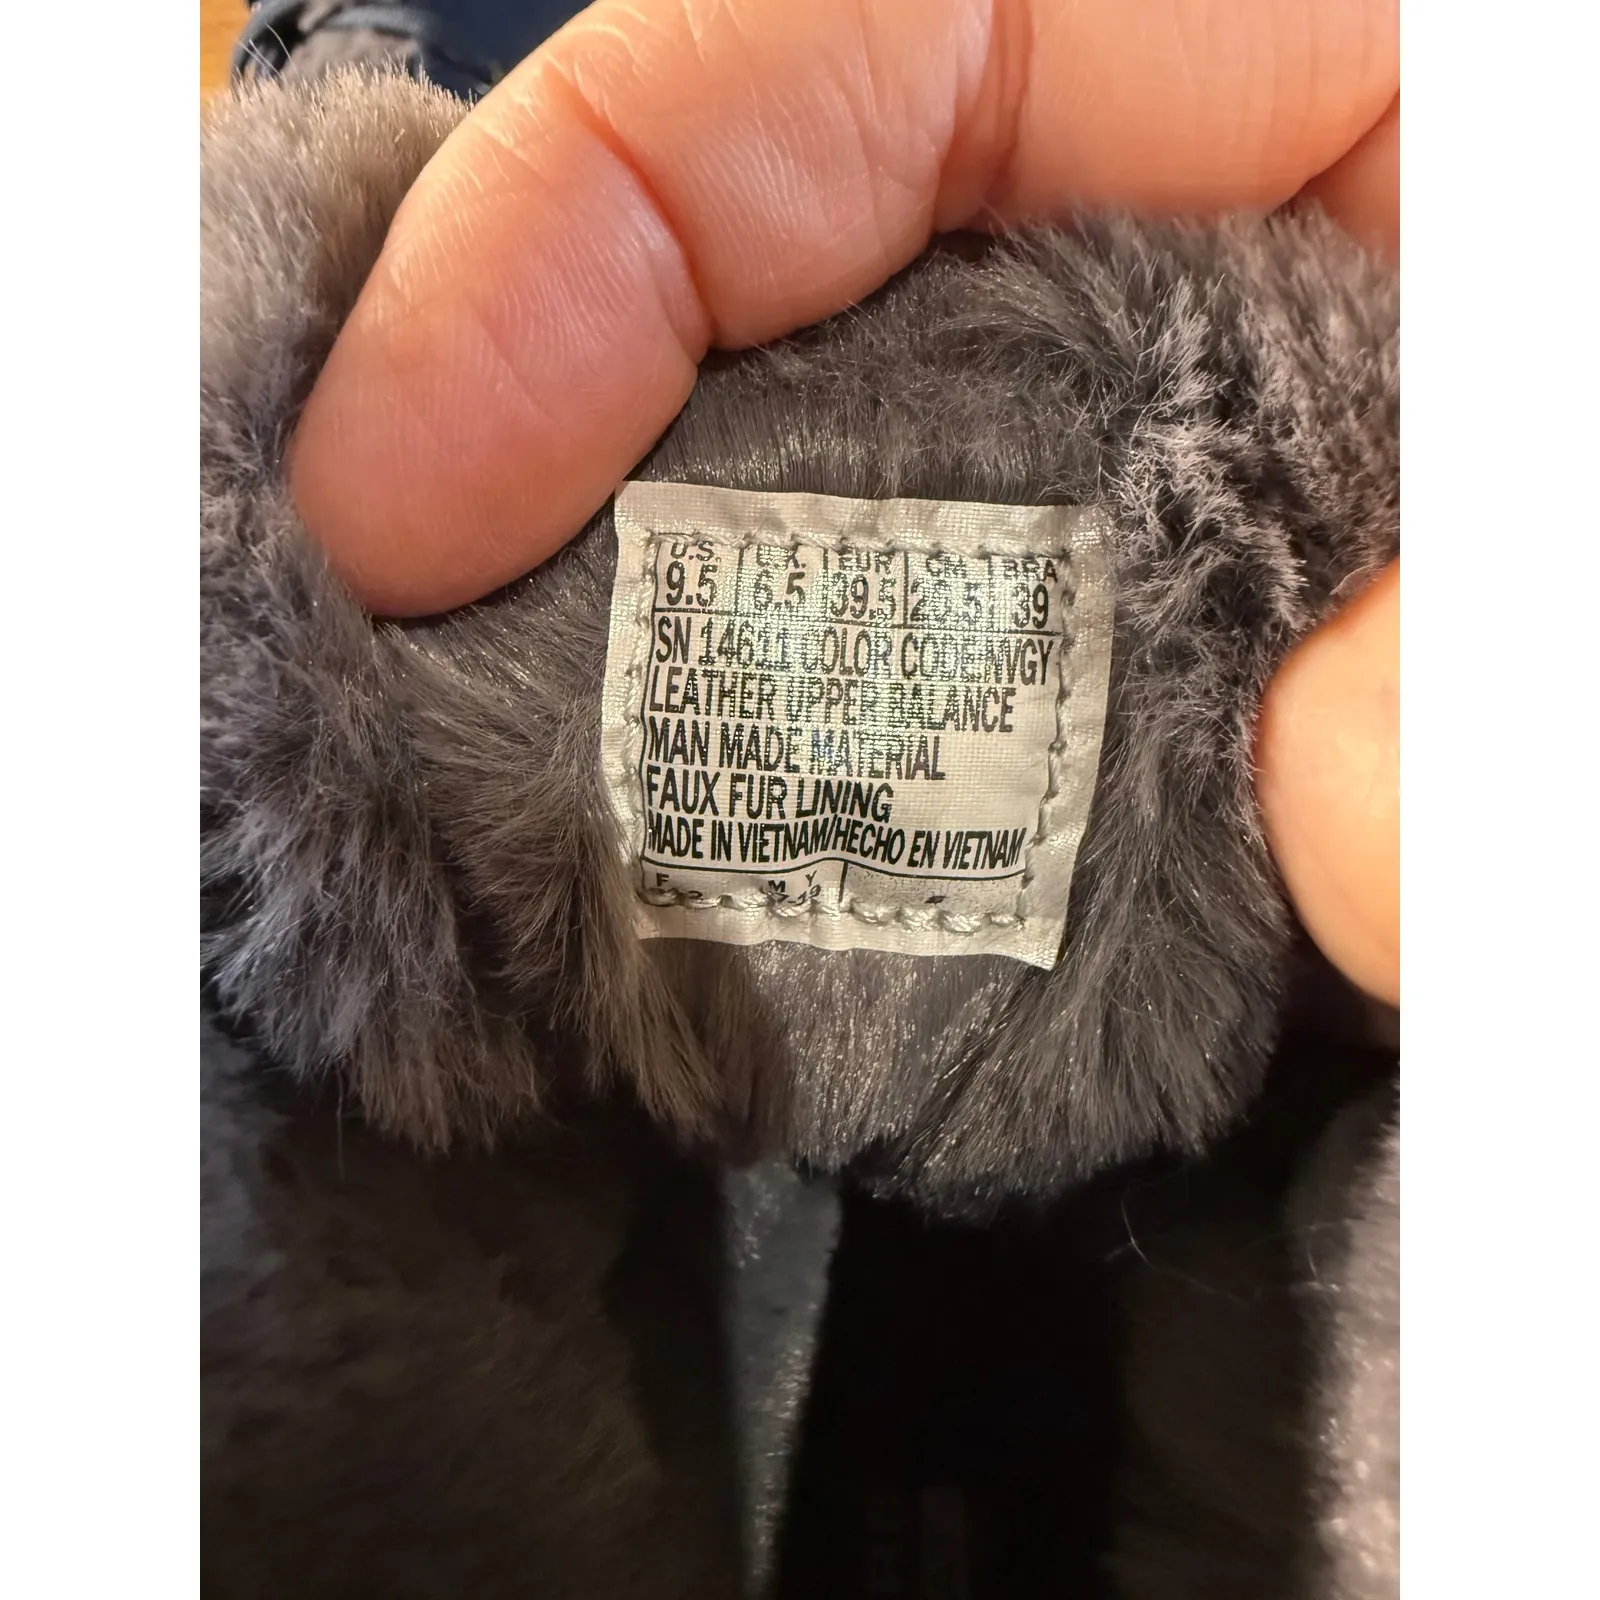 U.S. U.K. EUR CM BRA
9.5 6.5 39.5 26.5 39
SN 14611 COLOR CODE:NVGY
LEATHER UPPER BALANCE
MAN MADE MATERIAL
FAUX FUR LINING
MADE IN VIETNAM/HECHO EN VIETNAM
F M Y